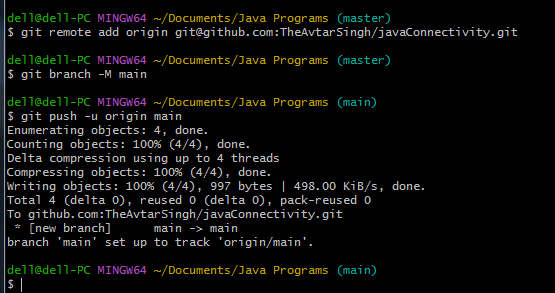 dell@dell-PC MINGW64 ~/Documents/Java Programs (master)
$ git remote add origin git@github.com:TheAvtarSingh/javaConnectivity.git
dell@dell-PC MINGW64 ~/Documents/Java Programs (master)
$ git branch -M main
dell@dell-PC MINGW64 ~/Documents/Java Programs (main)
$ git push -u origin main
Enumerating objects: 4, done.
Counting objects: 100% (4/4), done.
Delta compression using up to 4 threads
Compressing objects: 100% (4/4), done.
Writing objects: 100% (4/4), 997 bytes | 498.00 KiB/s, done.
Total 4 (delta 0), reused 0 (delta 0), pack-reused 0
To github.com:TheAvtarSingh/javaConnectivity.git
 * [new branch]      main -> main
branch 'main' set up to track 'origin/main'.
dell@dell-PC MINGW64 ~/Documents/Java Programs (main)
$